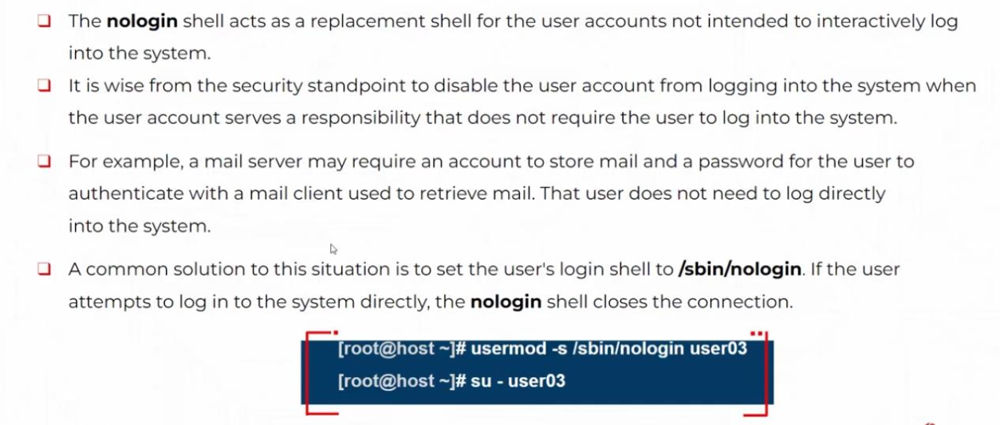 ❑ The nologin shell acts as a replacement shell for the user accounts not intended to interactively log
into the system.
❑ It is wise from the security standpoint to disable the user account from logging into the system when
the user account serves a responsibility that does not require the user to log into the system.
❑ For example, a mail server may require an account to store mail and a password for the user to
authenticate with a mail client used to retrieve mail. That user does not need to log directly
into the system.
❑ A common solution to this situation is to set the user's login shell to /sbin/nologin. If the user
attempts to log in to the system directly, the nologin shell closes the connection.
[root@host ~]# usermod -s /sbin/nologin user03
[root@host ~]# su - user03